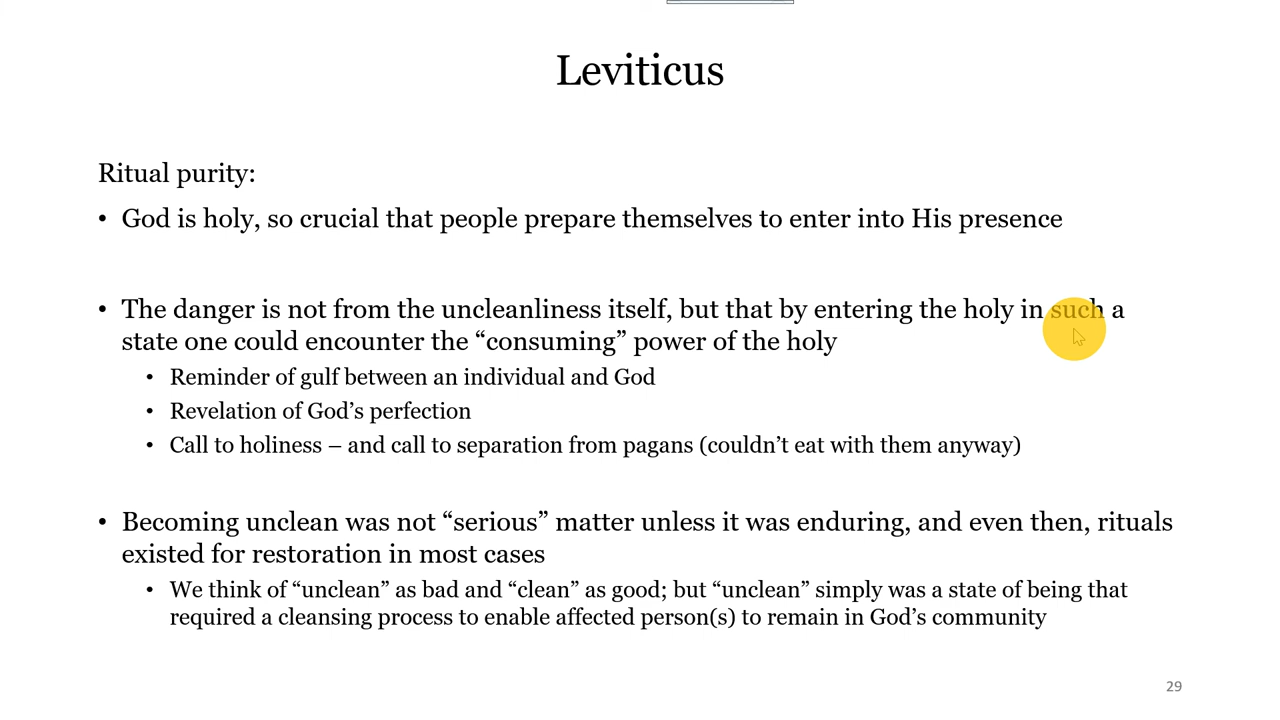 Leviticus
Ritual purity:
• God is holy, so crucial that people prepare themselves to enter into His presence
• The danger is not from the uncleanliness itself, but that by entering the holy in such a
state one could encounter the “consuming” power of the holy
• Reminder of gulf between an individual and God
• Revelation of God’s perfection
• Call to holiness – and call to separation from pagans (couldn’t eat with them anyway)
• Becoming unclean was not “serious” matter unless it was enduring, and even then, rituals
existed for restoration in most cases
• We think of “unclean” as bad and “clean” as good; but “unclean” simply was a state of being that
required a cleansing process to enable affected person(s) to remain in God’s community
29